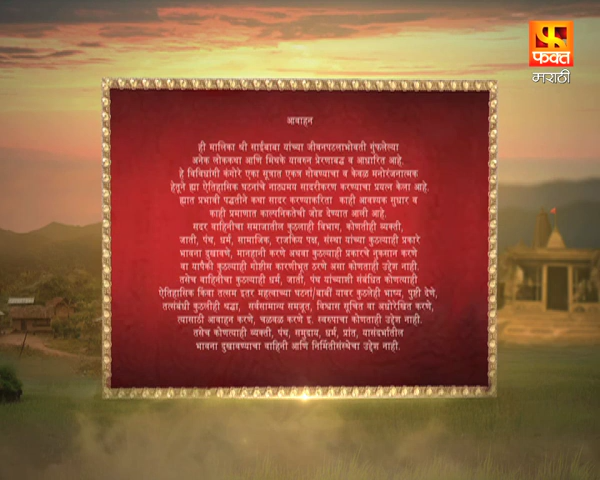 फक्त
मराठी
आवाहन
ही मालिका श्री साईबाबा यांच्या जीवनपटलाभोवती गुंफलेल्या
अनेक लोककथा आणि मिथके यावरुन प्रेरणाबद्ध व आधारित आहे.
हे विविधांगी कंगोरे एका सूत्रात एकत्र गोवण्याचा व केवळ मनोरंजनात्मक
हेतूने ह्या ऐतिहासिक घटनांचे नाट्यमय सादरीकरण करण्याचा प्रयत्न केला आहे.
ह्यात प्रभावी पद्धतीने कथा सादर करण्याकरिता काही आवश्यक सुधार व
काही प्रमाणात काल्पनिकतेची जोड देण्यात आली आहे.
सदर वाहिनीचा समाजातील कुठलाही विभाग, कोणतीही व्यक्ती,
जाती, पंथ, धर्म, सामाजिक, राजकिय पक्ष, संस्था यांच्या कुठल्याही प्रकारे
भावना दुखावणे, मानहानी करणे अथवा कुठल्याही प्रकारचे नुकसान करणे
वा यापैकी कुठल्याही गोष्टीस कारणीभूत ठरणे असा कोणताही उद्देश नाही.
तसेच वाहिनीचा कुठल्याही धर्म, जाती, पंथ यांच्याशी संबंधित कोणत्याही
ऐतिहासिक किंवा तत्सम इतर महत्वाच्या घटना/बाबीं यावर कुठलेही भाष्य, पुष्टी देणे,
तत्संबंधी कुठलीही श्रद्धा, सर्वसामान्य समजूत, विश्वास सूचित वा अधोरेखित करणे,
त्यासाठी आवाहन करणे, चळवळ करणे इ. स्वरुपाचा कोणताही उद्देश नाही.
तसेच कोणत्याही व्यक्ती, पंथ, समुदाय, धर्म, प्रांत, यासंदर्भातील
भावना दुखावण्याचा वाहिनी आणि निर्मितीसंस्थेचा उद्देश नाही.